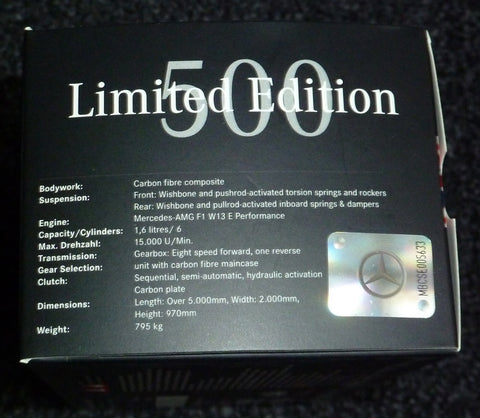 500
Limited Edition
Bodywork: Carbon fibre composite
Suspension: Front: Wishbone and pushrod-activated torsion springs and rockers
Rear: Wishbone and pullrod-activated inboard springs & dampers
Engine: Mercedes-AMG F1 W13 E Performance
Capacity/Cylinders: 1,6 litres/ 6
Max. Drehzahl: 15.000 U/Min.
Transmission: Gearbox: Eight speed forward, one reverse
Gear Selection: unit with carbon fibre maincase
Clutch: Sequential, semi-automatic, hydraulic activation
Carbon plate
Dimensions: Length: Over 5.000mm, Width: 2.000mm,
Height: 970mm
Weight: 795 kg
MBCSE005633